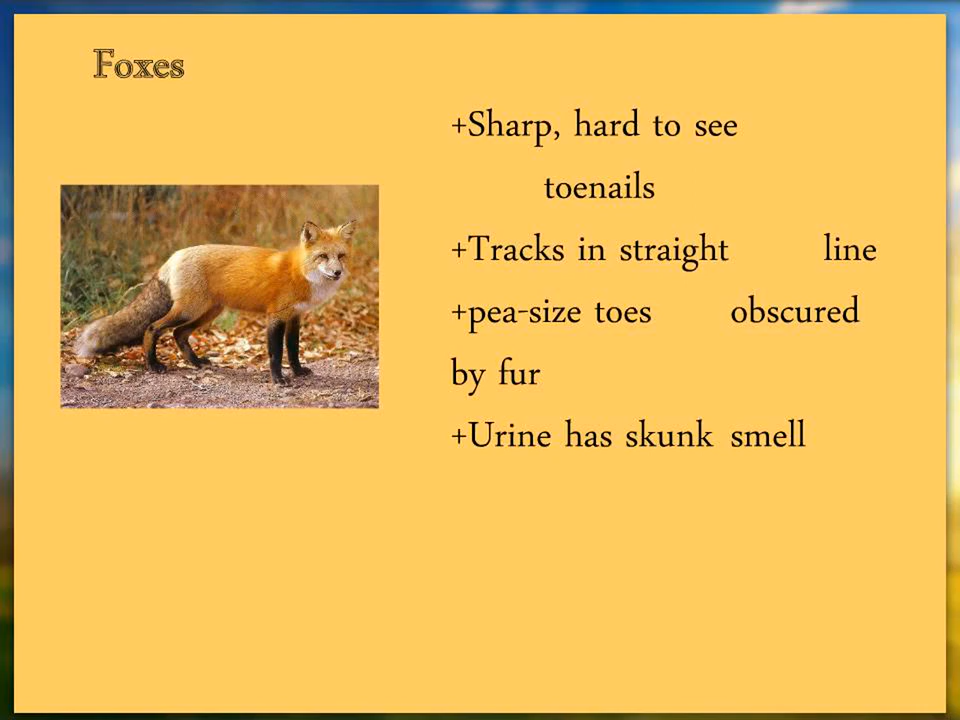 Foxes
+Sharp, hard to see
toenails
+Tracks in straight line
+pea-size toes obscured
by fur
+Urine has skunk smell